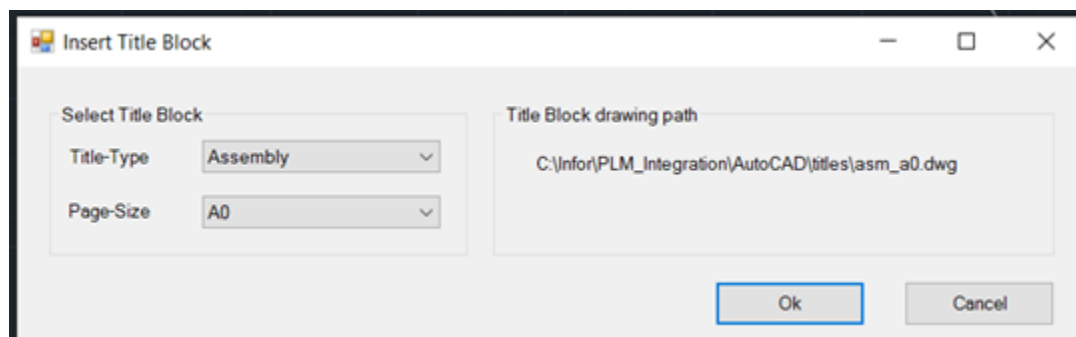 Insert Title Block
Select Title Block
Title-Type
Assembly
Page-Size
A0
Title Block drawing path
C:\Infor\PLM_Integration\AutoCAD\titles\asm_a0.dwg
Ok
Cancel